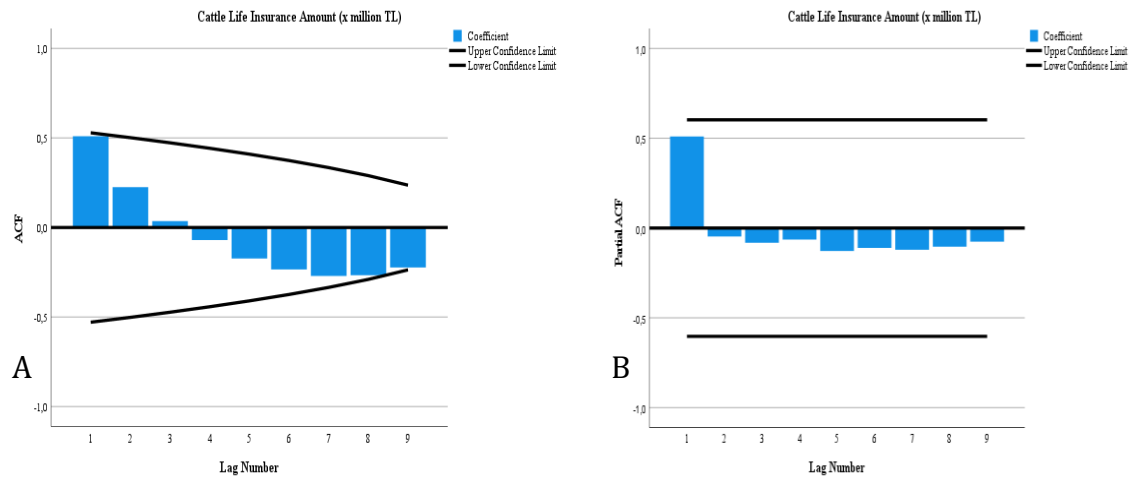 Cattle Life Insurance Amount (x million TL)
Coefficient
Upper Confidence Limit
Lower Confidence Limit
1,0
0,5
0,0
-0,5
-1,0
ACF
A
1 2 3 4 5 6 7 8 9
Lag Number
Cattle Life Insurance Amount (x million TL)
Coefficient
Upper Confidence Limit
Lower Confidence Limit
1,0
0,5
0,0
-0,5
-1,0
Partial ACF
B
1 2 3 4 5 6 7 8 9
Lag Number